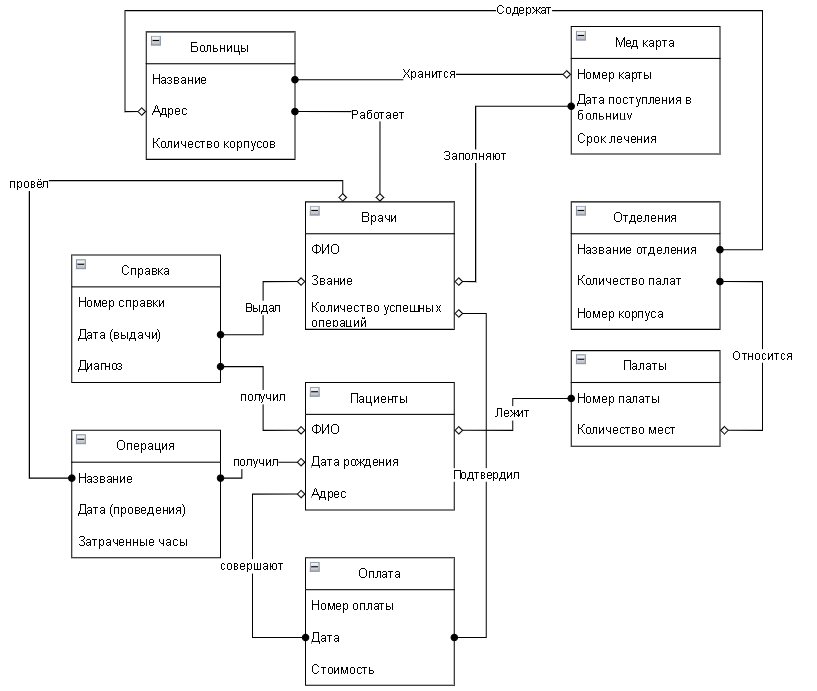 Содержат
Больницы
Название
Адрес
Количество корпусов
Хранится
Работает
Мед карта
Номер карты
Дата поступления в
больницу
Срок лечения
Заполняют
провёл
Врачи
ФИО
Звание
Количество успешных
операций
Отделения
Название отделения
Количество палат
Номер корпуса
Справка
Номер справки
Дата (выдачи)
Диагноз
Выдал
получил
Относится
Палаты
Номер палаты
Количество мест
Пациенты
ФИО
Дата рождения
Адрес
Лежит
Операция
Название
Дата (проведения)
Затраченные часы
получил
Подтвердил
совершают
Оплата
Номер оплаты
Дата
Стоимость